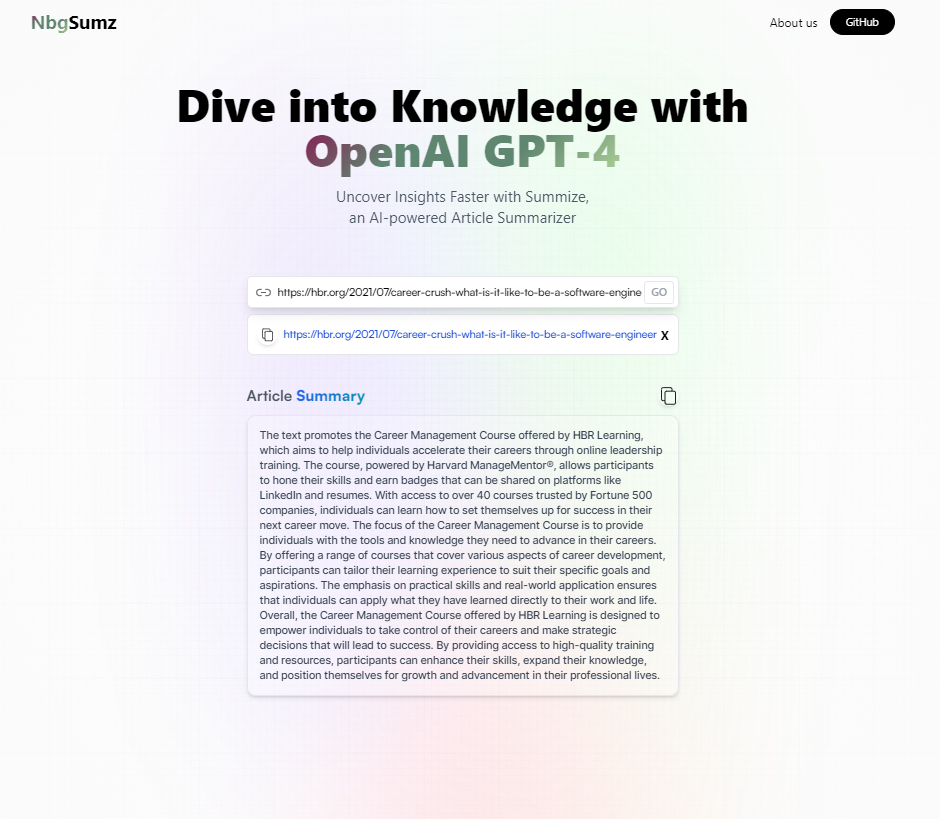 NbgSumz
About us
GitHub
Dive into Knowledge with
OpenAI GPT-4
Uncover Insights Faster with Summize,
an AI-powered Article Summarizer
https://hbr.org/2021/07/career-crush-what-is-it-like-to-be-a-software-engine
GO
https://hbr.org/2021/07/career-crush-what-is-it-like-to-be-a-software-engineer X
Article Summary
The text promotes the Career Management Course offered by HBR Learning,
which aims to help individuals accelerate their careers through online leadership
training. The course, powered by Harvard ManageMentor®, allows participants
to hone their skills and earn badges that can be shared on platforms like
LinkedIn and resumes. With access to over 40 courses trusted by Fortune 500
companies, individuals can learn how to set themselves up for success in their
next career move. The focus of the Career Management Course is to provide
individuals with the tools and knowledge they need to advance in their careers.
By offering a range of courses that cover various aspects of career development,
participants can tailor their learning experience to suit their specific goals and
aspirations. The emphasis on practical skills and real-world application ensures
that individuals can apply what they have learned directly to their work and life.
Overall, the Career Management Course offered by HBR Learning is designed to
empower individuals to take control of their careers and make strategic
decisions that will lead to success. By providing access to high-quality training
and resources, participants can enhance their skills, expand their knowledge,
and position themselves for growth and advancement in their professional lives.